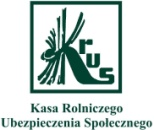 KRUS
Kasa Rolniczego
Ubezpieczenia Społecznego